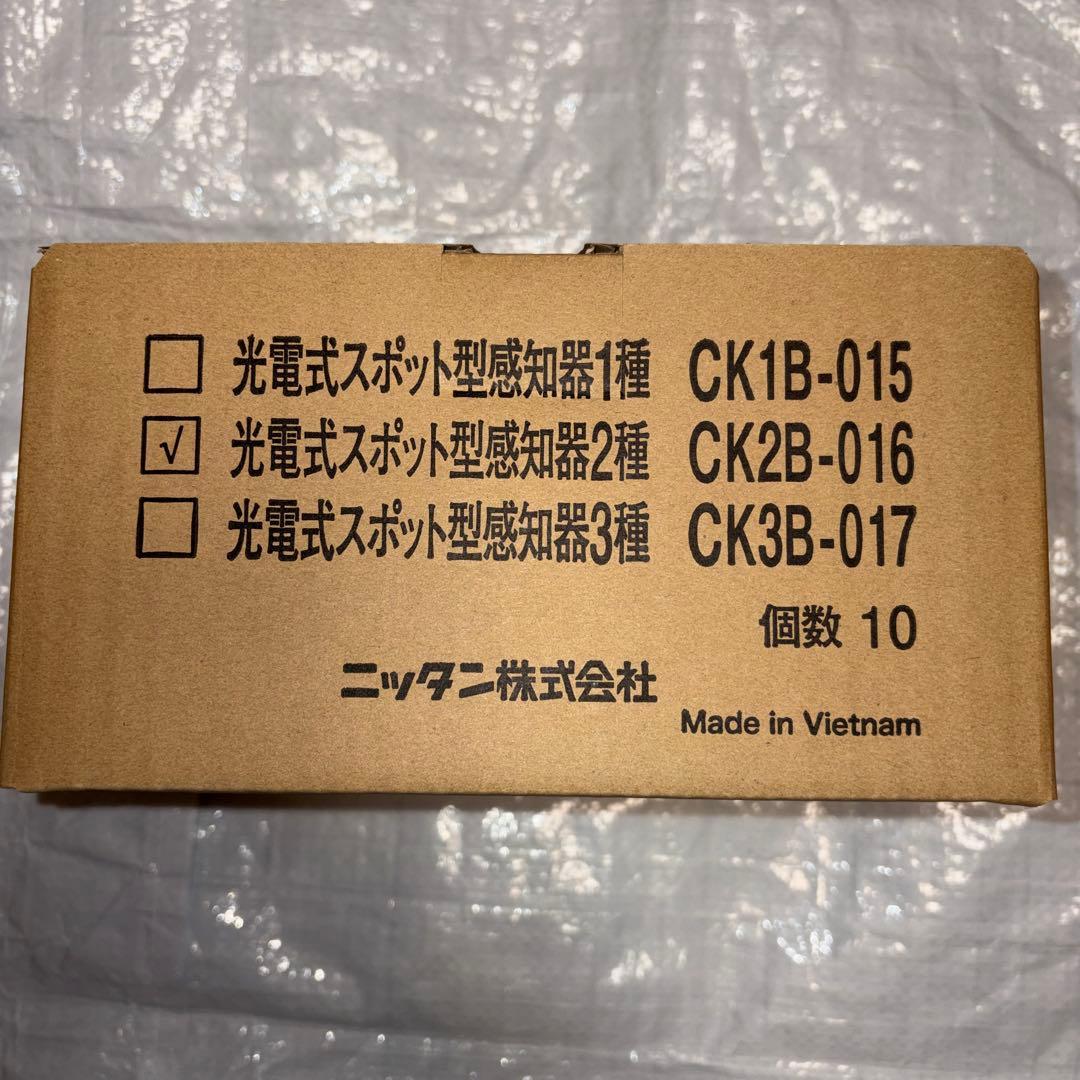 光電式スポット型感知器1種 CK1B-015
√ 光電式スポット型感知器2種 CK2B-016
光電式スポット型感知器3種 CK3B-017
個数 10
ニッタン株式会社
Made in Vietnam